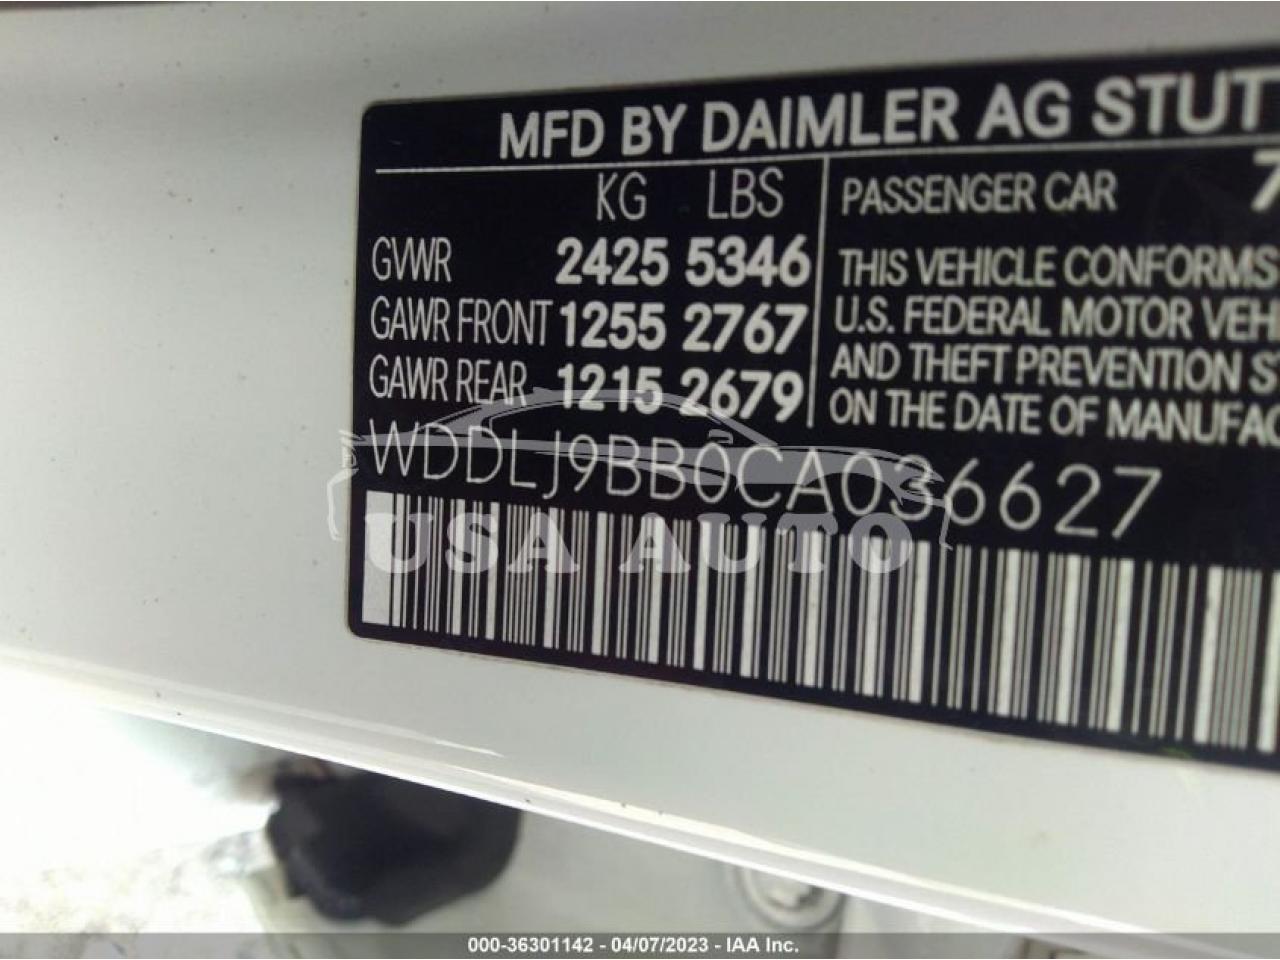 MFD BY DAIMLER AG STUT
KG LBS
GVWR 2425 5346
GAWR FRONT 1255 2767
GAWR REAR 1215 2679
PASSENGER CAR 7
THIS VEHICLE CONFORMS
U.S. FEDERAL MOTOR VEH
AND THEFT PREVENTION S
ON THE DATE OF MANUFAC
WDDLJ9BB0CA036627
USA AUTO
000-36301142 - 04/07/2023 - IAA Inc.